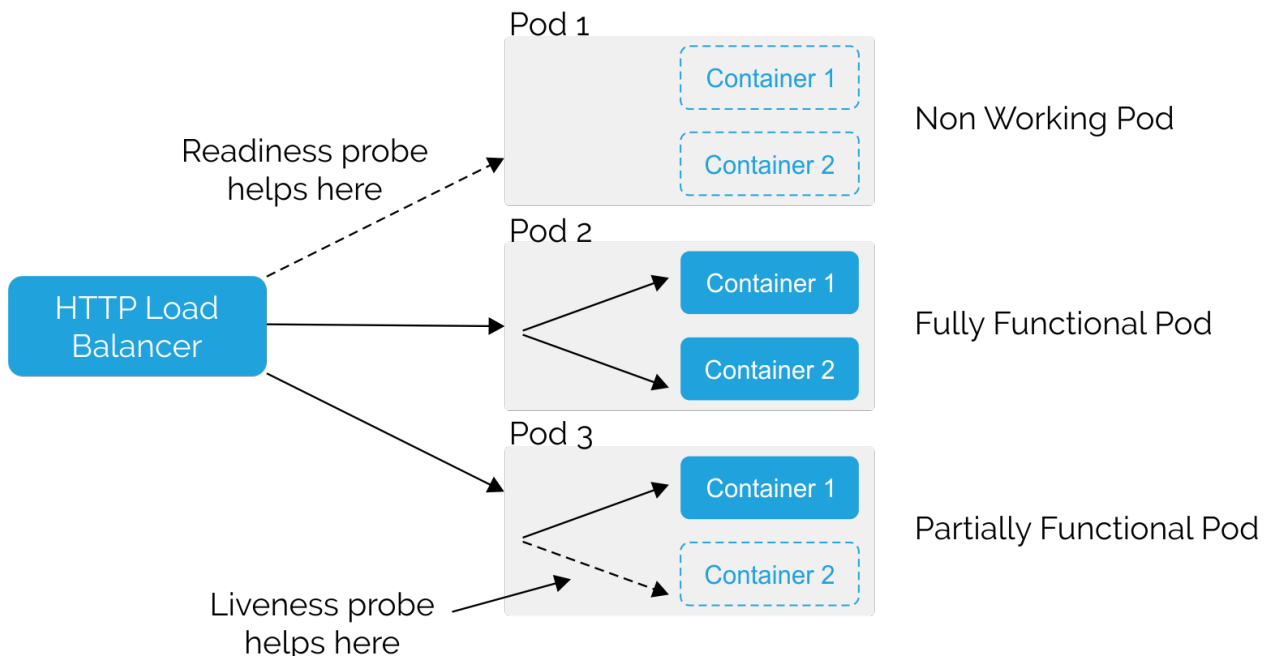 Pod 1
Container 1
Container 2
Non Working Pod
Readiness probe
helps here
HTTP Load
Balancer
Pod 2
Container 1
Container 2
Fully Functional Pod
Pod 3
Container 1
Container 2
Partially Functional Pod
Liveness probe
helps here